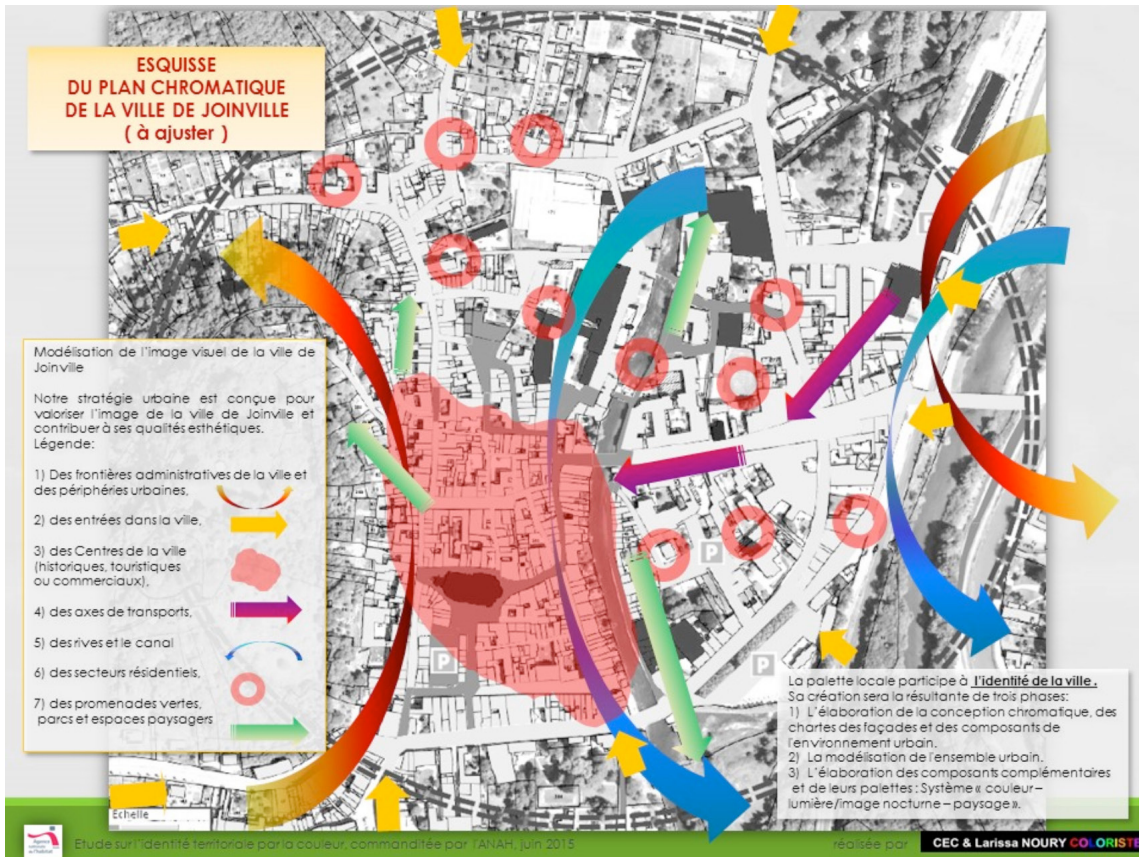 ESQUISSE
DU PLAN CHROMATIQUE
DE LA VILLE DE JOINVILLE
( à ajuster )
Modélisation de l'image visuel de la ville de
Joinville
Notre stratégie urbaine est conçue pour
valoriser l'image de la ville de Joinville et
contribuer à ses qualités esthétiques.
Légende:
1) Des frontières administratives de la ville et
des périphéries urbaines,
2) des entrées dans la ville,
3) des Centres de la ville
(historiques, touristiques
ou commerciaux),
4) des axes de transports,
5) des rives et le canal
6) des secteurs résidentiels,
7) des promenades vertes,
parcs et espaces paysagers
P
P
P
P
La palette locale participe à l'identité de la ville .
Sa création sera la résultante de trois phases:
1) L'élaboration de la conception chromatique, des
chartes des façades et des composants de
l'environnement urbain.
2) La modélisation de l'ensemble urbain.
3) L'élaboration des composants complémentaires
et de leurs palettes : Système « couleur –
lumière/image nocturne – paysage ».
Echelle
Etude sur l'identité territoriale par la couleur, commanditée par l'ANAH, juin 2015
réalisée par
CEC & Larissa NOURY COLORISTE